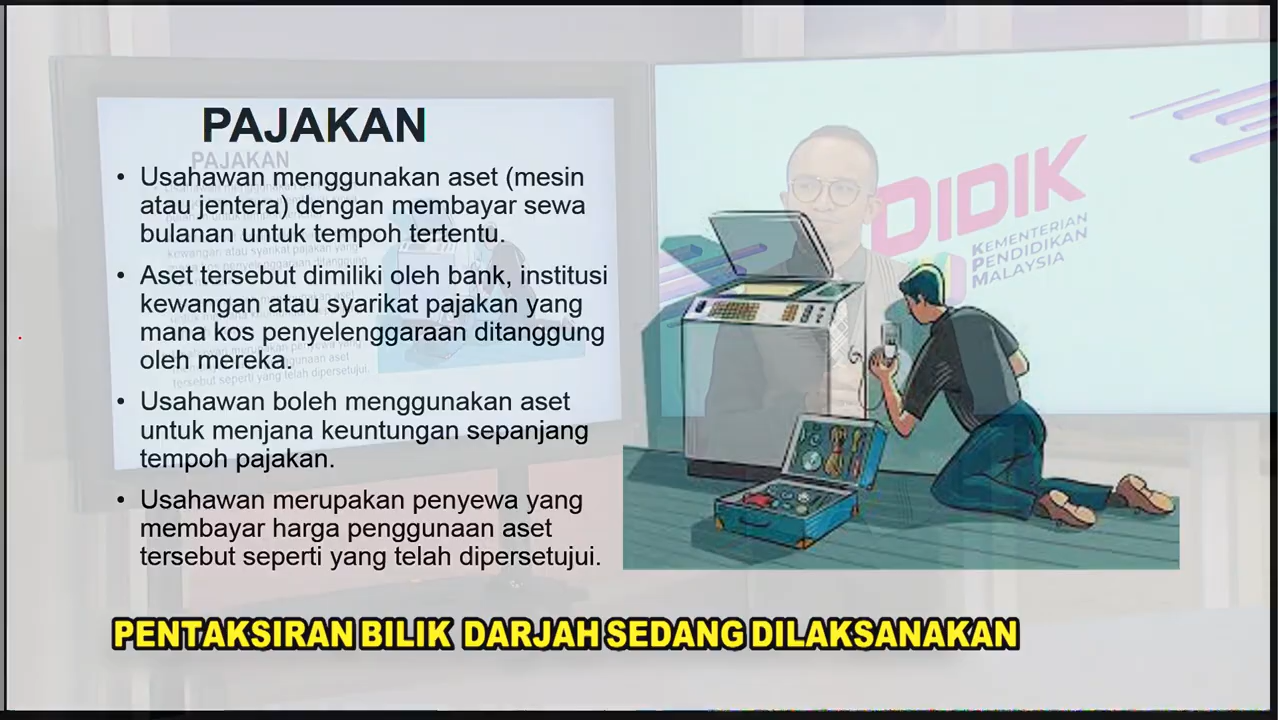 PAJAKAN
• Usahawan menggunakan aset (mesin
atau jentera) dengan membayar sewa
bulanan untuk tempoh tertentu.
• Aset tersebut dimiliki oleh bank, institusi
kewangan atau syarikat pajakan yang
mana kos penyelenggaraan ditanggung
oleh mereka.
• Usahawan boleh menggunakan aset
untuk menjana keuntungan sepanjang
tempoh pajakan.
• Usahawan merupakan penyewa yang
membayar harga penggunaan aset
tersebut seperti yang telah dipersetujui.
PAJAKAN
DIDIK
KEMENTERIAN
PENDIDIKAN
MALAYSIA
PENTAKSIRAN BILIK DARJAH SEDANG DILAKSANAKAN